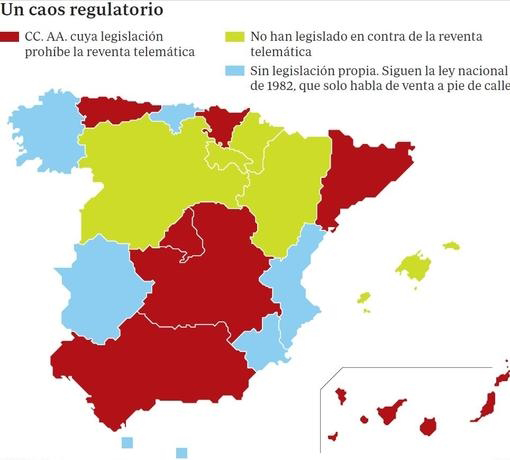 Un caos regulatorio
CC. AA. cuya legislación
prohíbe la reventa telemática
No han legislado en contra de la reventa
telemática
Sin legislación propia. Siguen la ley nacional
de 1982, que solo habla de venta a pie de calle